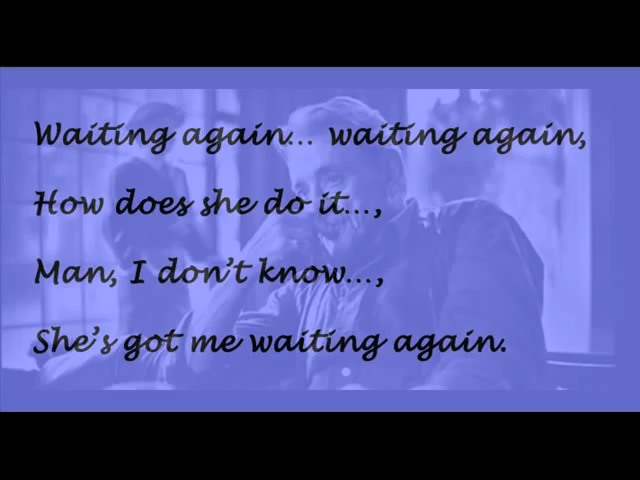 Waiting again... waiting again,
How does she do it...,
Man, I don't know...,
She's got me waiting again.